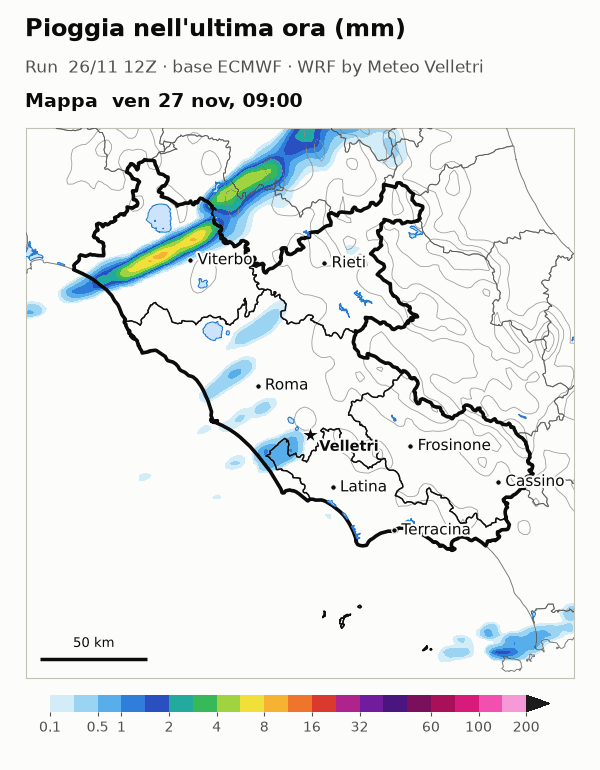 Pioggia nell'ultima ora (mm)
Run 26/11 12Z · base ECMWF · WRF by Meteo Velletri
Mappa ven 27 nov, 09:00
Viterbo
Rieti
Roma
Velletri
Frosinone
Cassino
Latina
Terracina
50 km
0.1 0.5 1 2 4 8 16 32 60 100 200